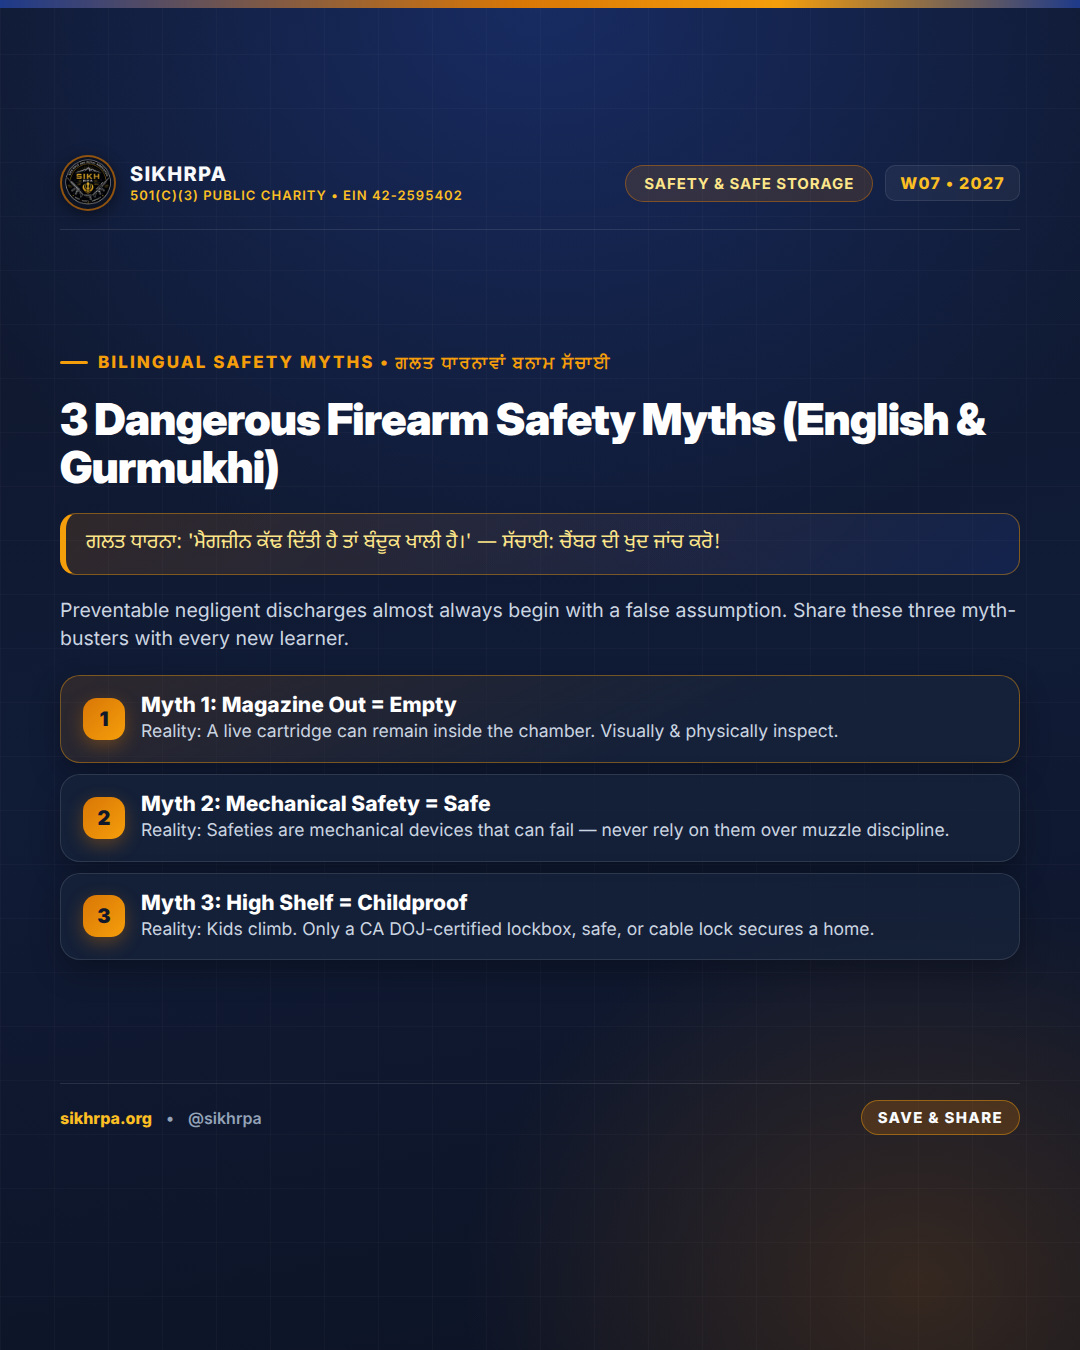 SIKH
SIKHRPA
501(C)(3) PUBLIC CHARITY • EIN 42-2595402
SAFETY & SAFE STORAGE
W07 • 2027
BILINGUAL SAFETY MYTHS • ਗਲਤ ਧਾਰਨਾਵਾਂ ਬਨਾਮ ਸੱਚਾਈ
3 Dangerous Firearm Safety Myths (English &
Gurmukhi)
ਗਲਤ ਧਾਰਨਾ: 'ਮੈਗਜ਼ੀਨ ਕੱਢ ਦਿੱਤੀ ਹੈ ਤਾਂ ਬੰਦੂਕ ਖਾਲੀ ਹੈ।' — ਸੱਚਾਈ: ਚੈਂਬਰ ਦੀ ਖੁਦ ਜਾਂਚ ਕਰੋ!
Preventable negligent discharges almost always begin with a false assumption. Share these three myth-
busters with every new learner.
1
Myth 1: Magazine Out = Empty
Reality: A live cartridge can remain inside the chamber. Visually & physically inspect.
2
Myth 2: Mechanical Safety = Safe
Reality: Safeties are mechanical devices that can fail — never rely on them over muzzle discipline.
3
Myth 3: High Shelf = Childproof
Reality: Kids climb. Only a CA DOJ-certified lockbox, safe, or cable lock secures a home.
sikhrpa.org • @sikhrpa
SAVE & SHARE